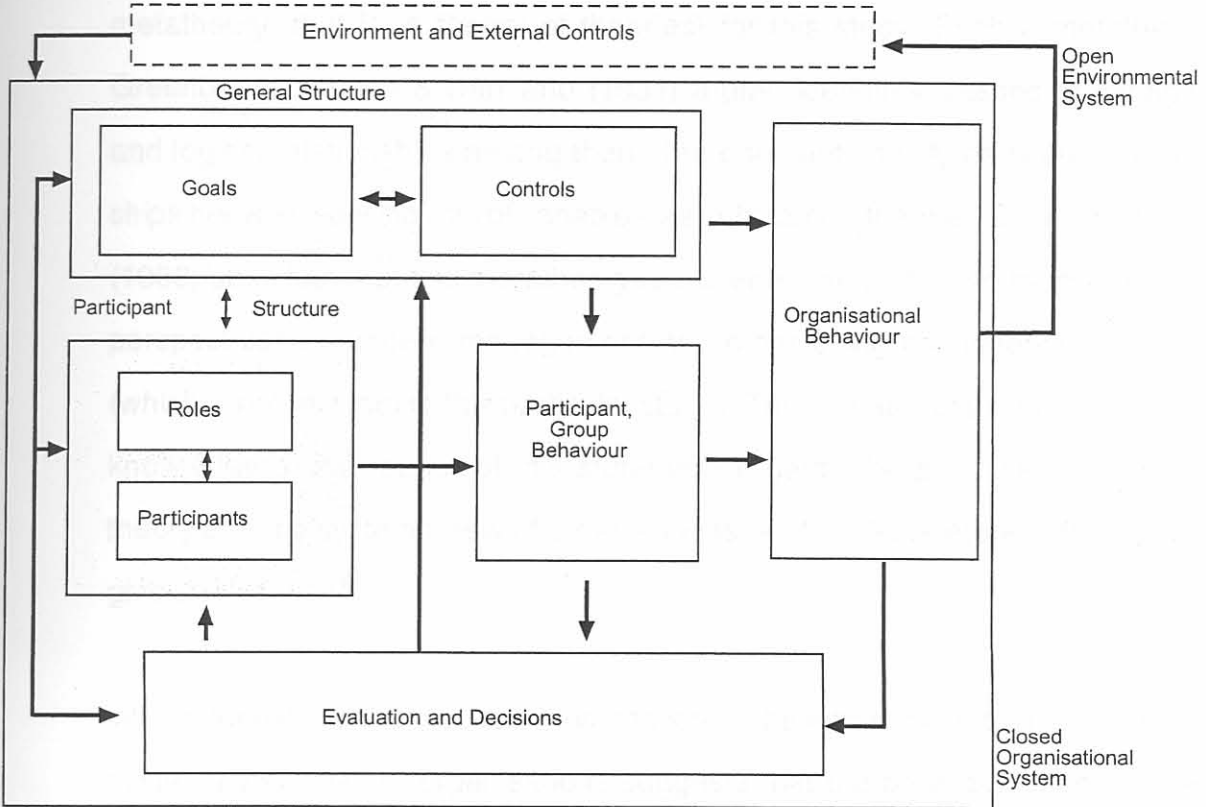 Environment and External Controls
Open
Environmental
System
General Structure
Goals
Controls
Participant
Structure
Organisational
Behaviour
Roles
Participant,
Group
Behaviour
Participants
Evaluation and Decisions
Closed
Organisational
System